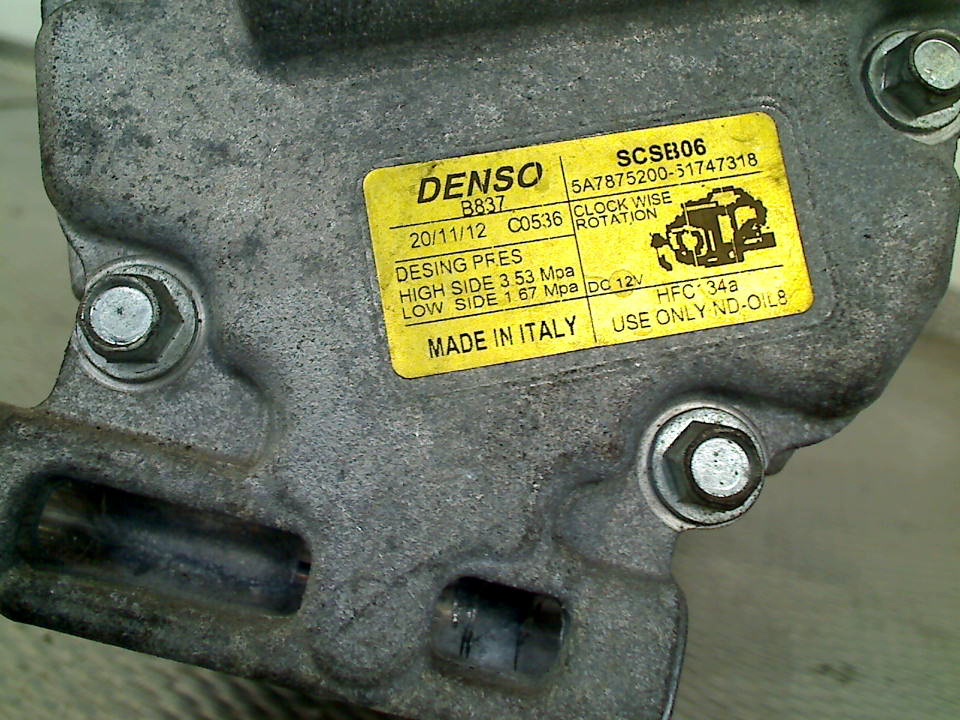 DENSO
B837
20/11/12 C0536
DESING PRES
HIGH SIDE 3.53 Mpa
LOW SIDE 1.67 Mpa
MADE IN ITALY
SCSB06
5A7875200-51747318
CLOCK WISE
ROTATION
DC 12V
HFC134a
USE ONLY ND-OIL8